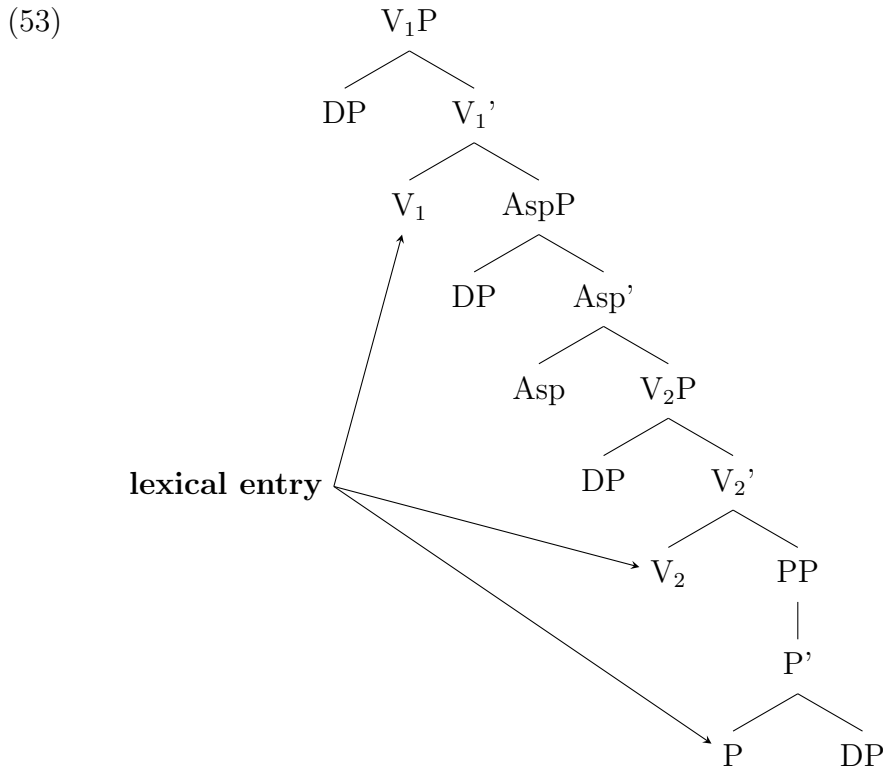 (53)
V₁P
DP V₁’
V₁ AspP
DP Asp’
Asp V₂P
lexical entry DP V₂’
V₂ PP
P’
P DP